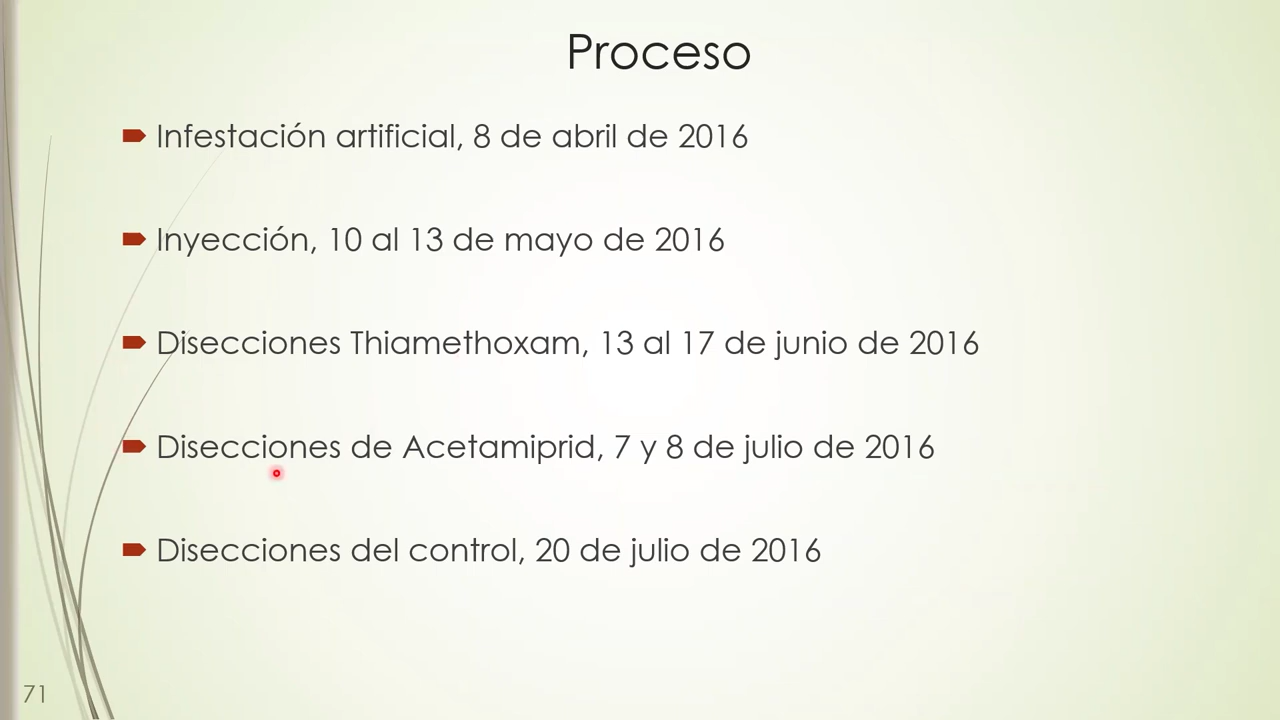 Proceso
Infestación artificial, 8 de abril de 2016
Inyección, 10 al 13 de mayo de 2016
Disecciones Thiamethoxam, 13 al 17 de junio de 2016
Disecciones de Acetamiprid, 7 y 8 de julio de 2016
Disecciones del control, 20 de julio de 2016
71